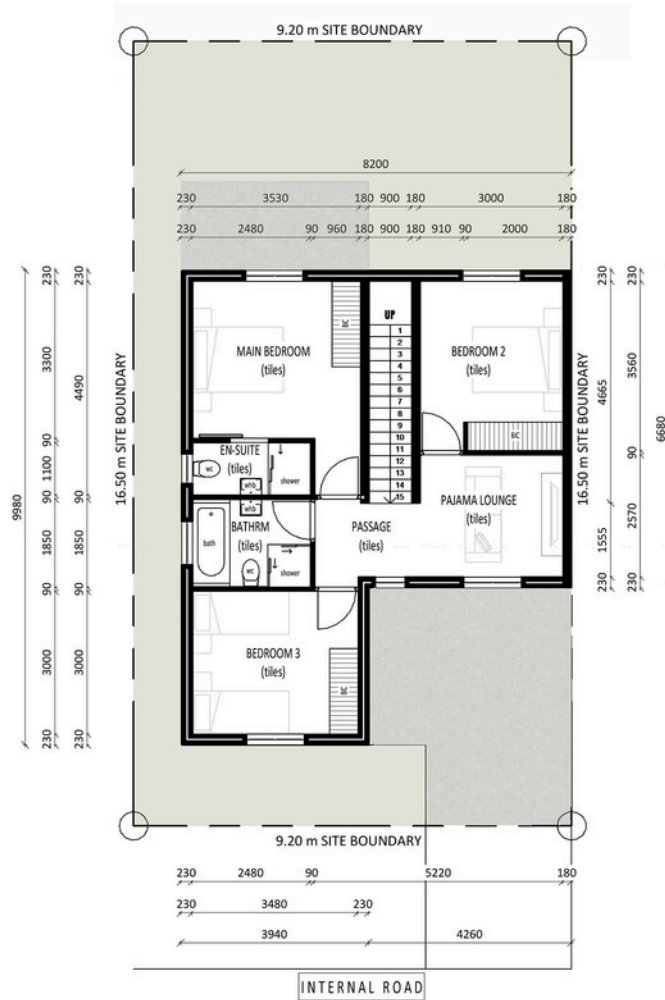 9.20 m SITE BOUNDARY
8200
230 3530 180 900 180 3000 180
230 2480 90 960 180 900 180 910 90 2000 180
9980
230 3300 90 1100 90 1850 90 3000 230
230 4490 90 1850 90 3000 230
16.50 m SITE BOUNDARY
MAIN BEDROOM
(tiles)
BIC
UP
1
2
3
4
5
6
7
8
9
10
11
12
13
14
15
BEDROOM 2
(tiles)
BIC
EN-SUITE
(tiles)
WC
whb
shower
whb
BATHRM
(tiles)
bath
WC
shower
PASSAGE
(tiles)
PAJAMA LOUNGE
(tiles)
BEDROOM 3
(tiles)
BIC
16.50 m SITE BOUNDARY
230 4665 1555 230
230 3560 90 2570 230
6680
9.20 m SITE BOUNDARY
230 2480 90 5220 180
230 3480 230
3940 4260
INTERNAL ROAD